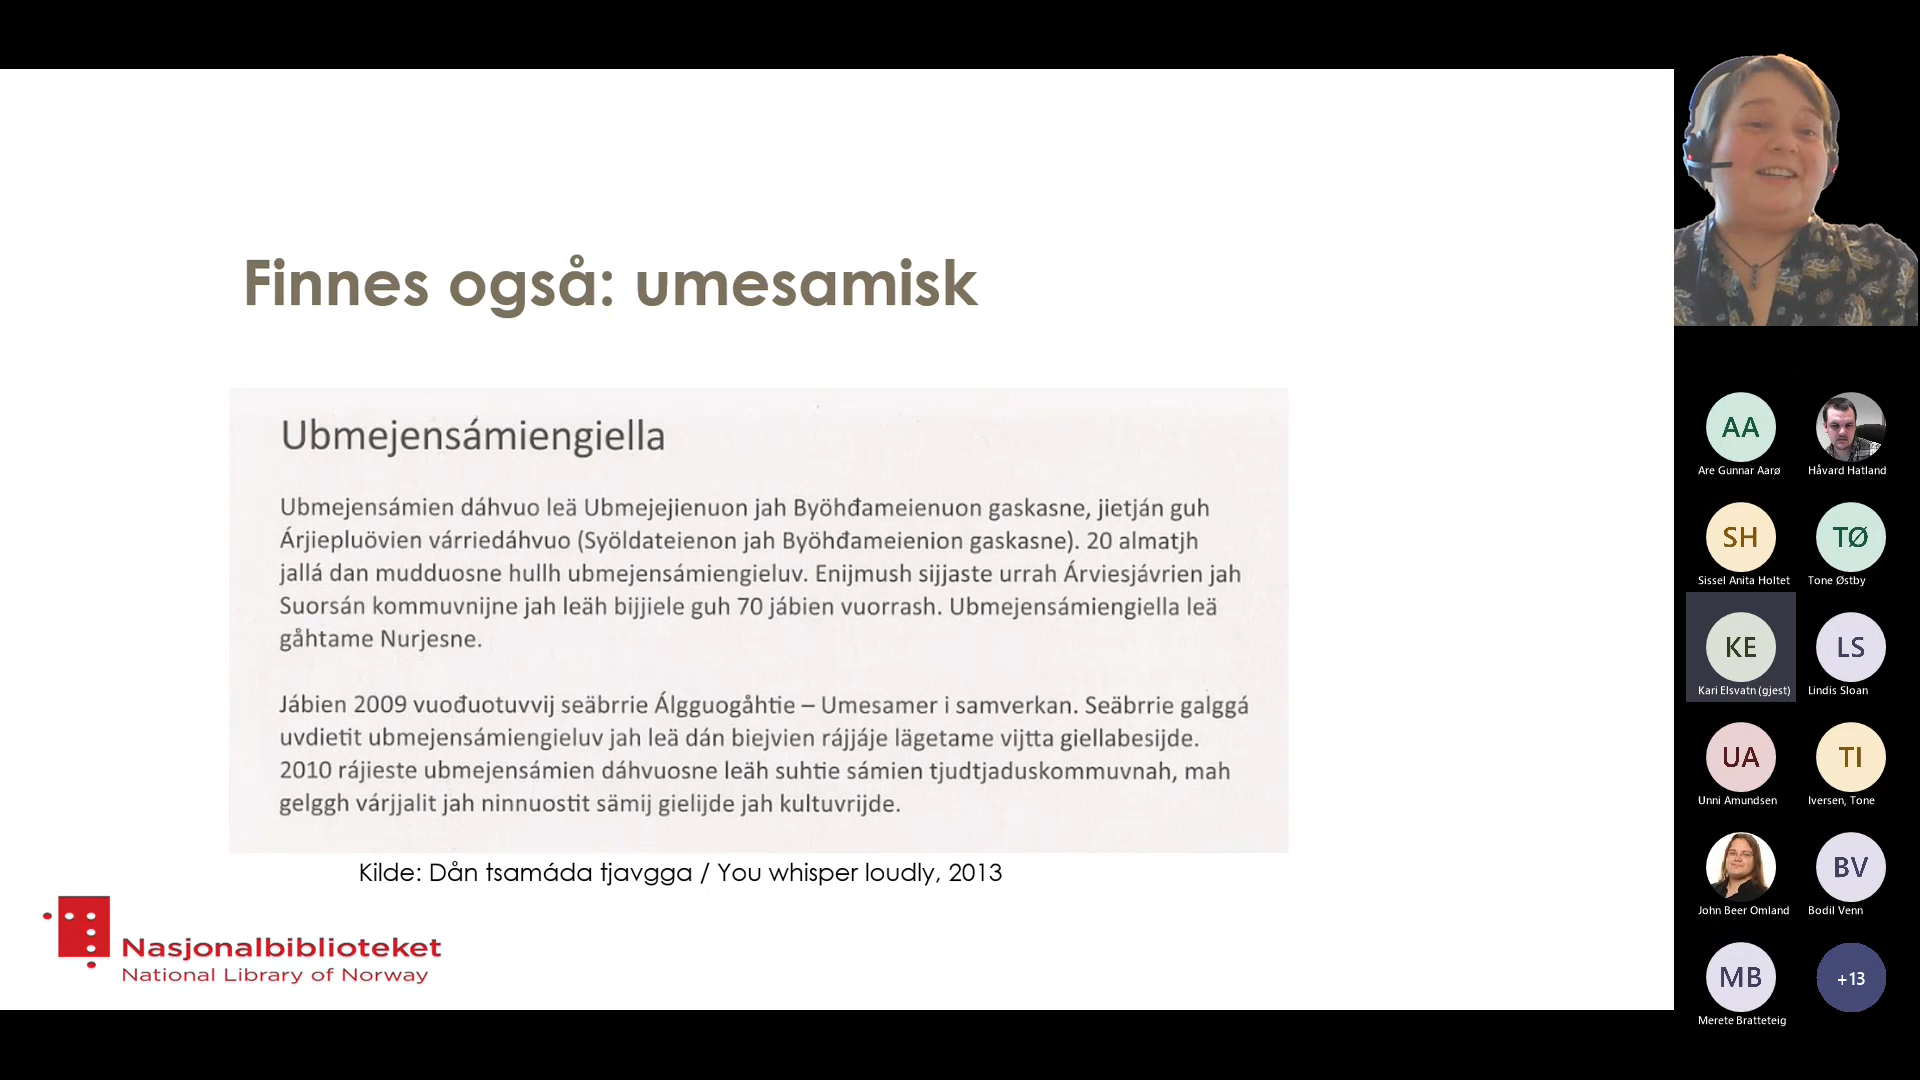 Finnes også: umesamisk
Ubmejensámiengiella
Ubmejensámien dáhvuo leä Ubmejejienuon jah Byöhđameienuon gaskasne, jietján guh
Árjiepluövien várriedáhvuo (Syöldateienon jah Byöhđameienion gaskasne). 20 almatjh
jallá dan mudduosne hullh ubmejensámiengieluv. Enijmush sijjaste urrah Árviesjávrien jah
Suorsán kommuvnijne jah leäh bijjiele guh 70 jábien vuorrash. Ubmejensámiengiella leä
gåhtame Nurjesne.
Jábien 2009 vuođuotuvvij seäbrrie Álgguogåhtie – Umesamer i samverkan. Seäbrrie galggá
uvdietit ubmejensámiengieluv jah leä dán biejvien rájjáje lägetame vijtta giellabesijde.
2010 rájieste ubmejensámien dáhvuosne leäh suhtie sámien tjudtjaduskommuvnah, mah
gelggh várjjalit jah ninnuostit sämij gielijde jah kultuvrijde.
Kilde: Dån tsamáda tjavgga / You whisper loudly, 2013
Nasjonalbiblioteket
National Library of Norway
AA
Are Gunnar Aarø
Håvard Hatland
SH
Sissel Anita Holtet
TØ
Tone Østby
KE
Kari Elsvatn (gjest)
LS
Lindis Sloan
UA
Unni Amundsen
TI
Iversen, Tone
John Beer Omland
BV
Bodil Venn
MB
Merete Bratteteig
+13